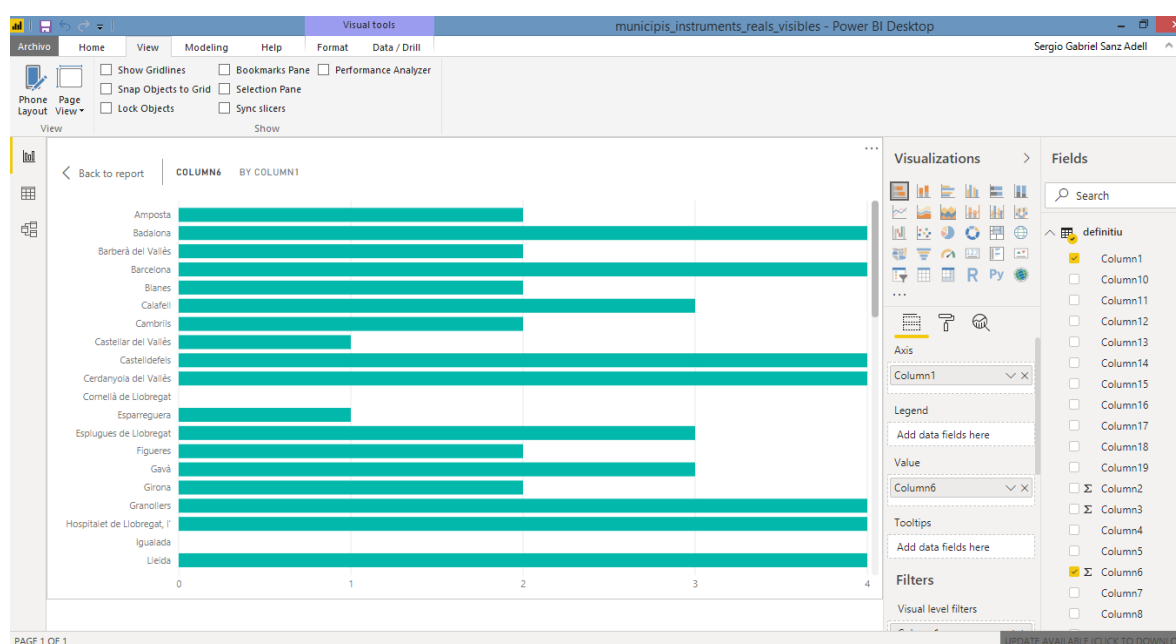 Visual tools
municipis_instruments_reals_visibles - Power BI Desktop
Archivo Home View Modeling Help Format Data / Drill
Sergio Gabriel Sanz Adell
Phone Layout
Page View
Show Gridlines
Snap Objects to Grid
Lock Objects
Bookmarks Pane
Selection Pane
Sync slicers
Performance Analyzer
View
Show
Back to report
COLUMN6 BY COLUMN1
Amposta
Badalona
Barberà del Vallès
Barcelona
Blanes
Calafell
Cambrils
Castellar del Vallès
Castelldefels
Cerdanyola del Vallès
Cornellà de Llobregat
Esparreguera
Esplugues de Llobregat
Figueres
Gavà
Girona
Granollers
Hospitalet de Llobregat, l'
Igualada
Lleida
0 1 2 3 4
Visualizations
R Py
Axis
Column1
Legend
Add data fields here
Value
Column6
Tooltips
Add data fields here
Filters
Visual level filters
Fields
Search
definitiu
Column1
Column10
Column11
Column12
Column13
Column14
Column15
Column16
Column17
Column18
Column19
Σ Column2
Σ Column3
Column4
Column5
Σ Column6
Column7
Column8
PAGE 1 OF 1
UPDATE AVAILABLE (CLICK TO DOWNL